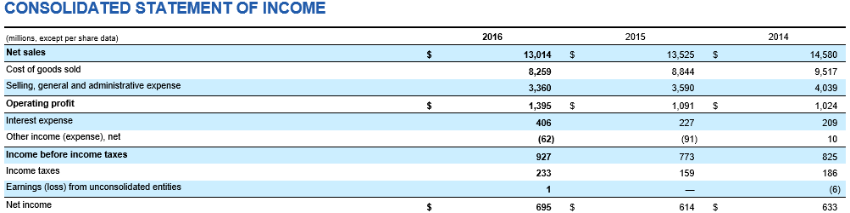 CONSOLIDATED STATEMENT OF INCOME
(millions, except per share data) 2016 2015 2014
Net sales $ 13,014 $ 13,525 $ 14,580
Cost of goods sold 8,259 8,844 9,517
Selling, general and administrative expense 3,360 3,590 4,039
Operating profit $ 1,395 $ 1,091 $ 1,024
Interest expense 406 227 209
Other income (expense), net (62) (91) 10
Income before income taxes 927 773 825
Income taxes 233 159 186
Earnings (loss) from unconsolidated entities 1 — (6)
Net income $ 695 $ 614 $ 633